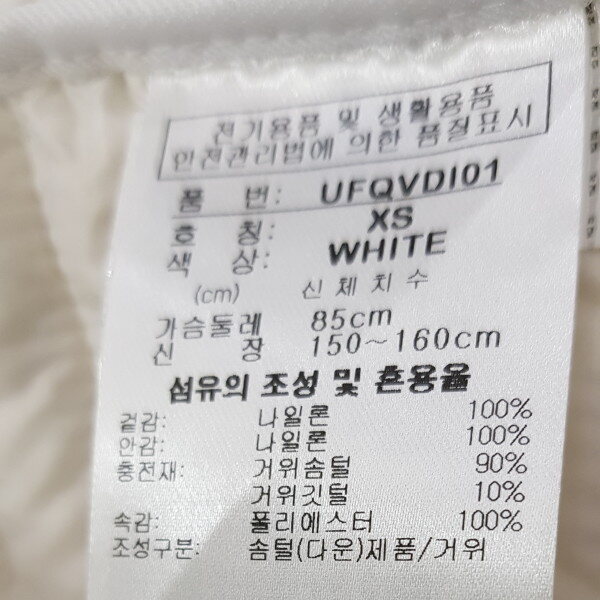 전기용품 및 생활용품
안전관리법에 의한 품질표시
품 번: UFQVDI01
호 칭: XS
색 상: WHITE
(cm) 신체치수
가슴둘레 85cm
신 장 150~160cm
섬유의 조성 및 혼용율
겉감: 나일론 100%
안감: 나일론 100%
충전재: 거위솜털 90%
거위깃털 10%
속감: 폴리에스터 100%
조성구분: 솜털(다운)제품/거위